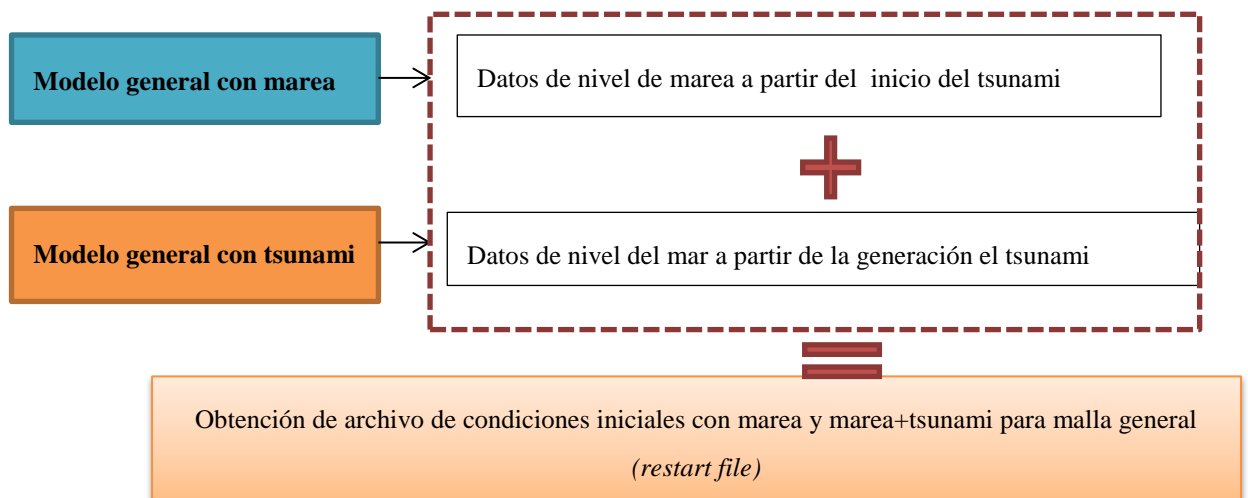 Modelo general con marea
Datos de nivel de marea a partir del inicio del tsunami
Modelo general con tsunami
Datos de nivel del mar a partir de la generación el tsunami
Obtención de archivo de condiciones iniciales con marea y marea+tsunami para malla general
(restart file)